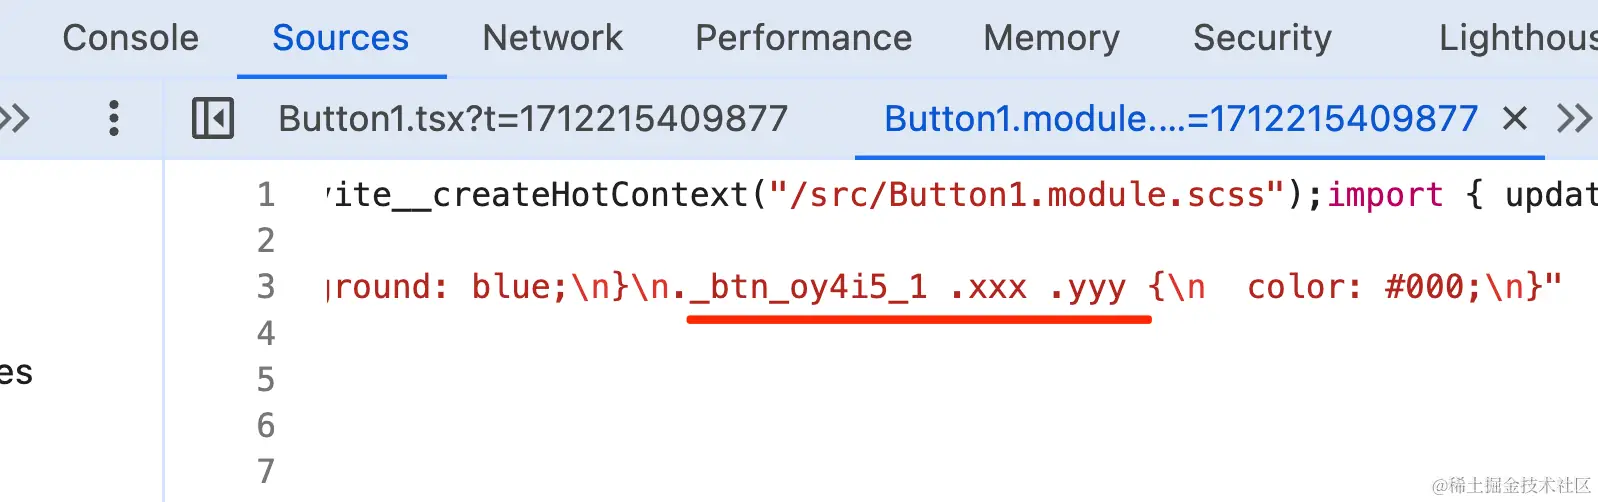 Console Sources Network Performance Memory Security Lighthous
Button1.tsx?t=1712215409877 Button1.module.…=1712215409877
1 vite__createHotContext("/src/Button1.module.scss");import { updat
2
3 ground: blue;\n}\n._btn_oy4i5_1 .xxx .yyy {\n  color: #000;\n}"
4
es
5
6
7
@稀土掘金技术社区